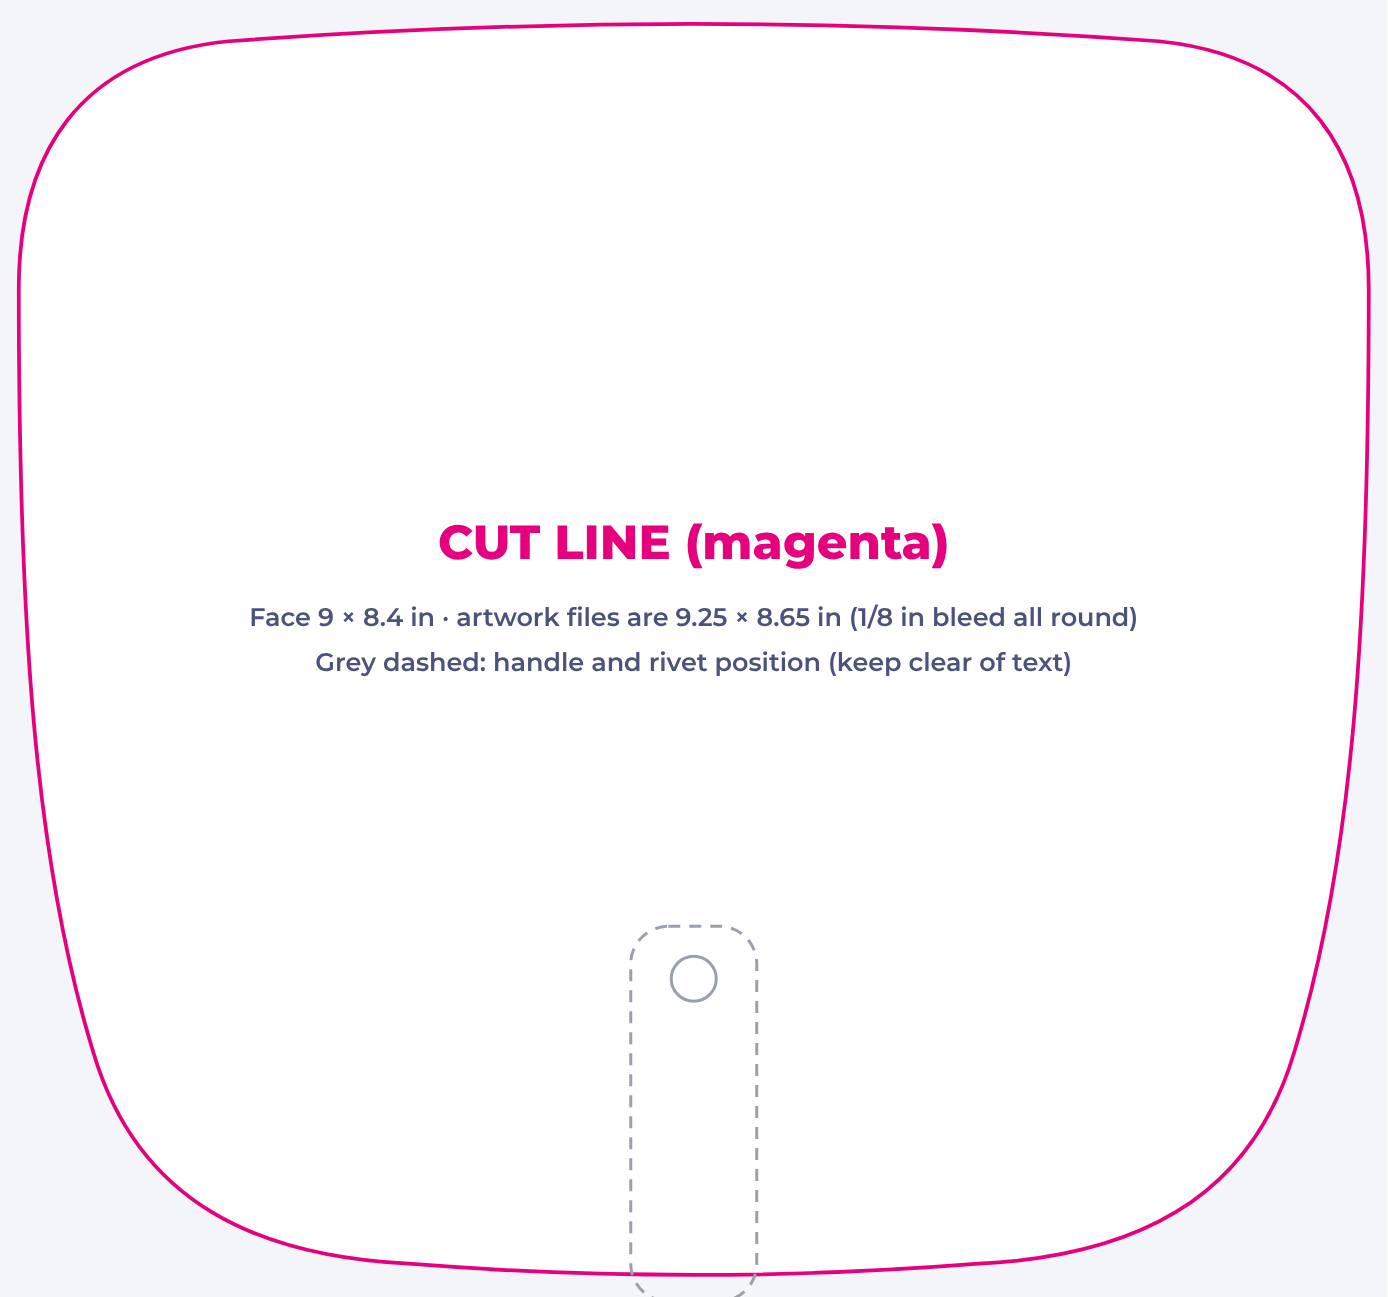 CUT LINE (magenta)
Face 9 × 8.4 in · artwork files are 9.25 × 8.65 in (1/8 in bleed all round)
Grey dashed: handle and rivet position (keep clear of text)